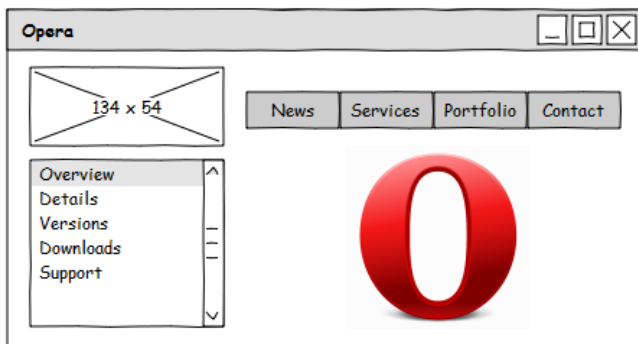 Opera
134 x 54
News Services Portfolio Contact
Overview
Details
Versions
Downloads
Support